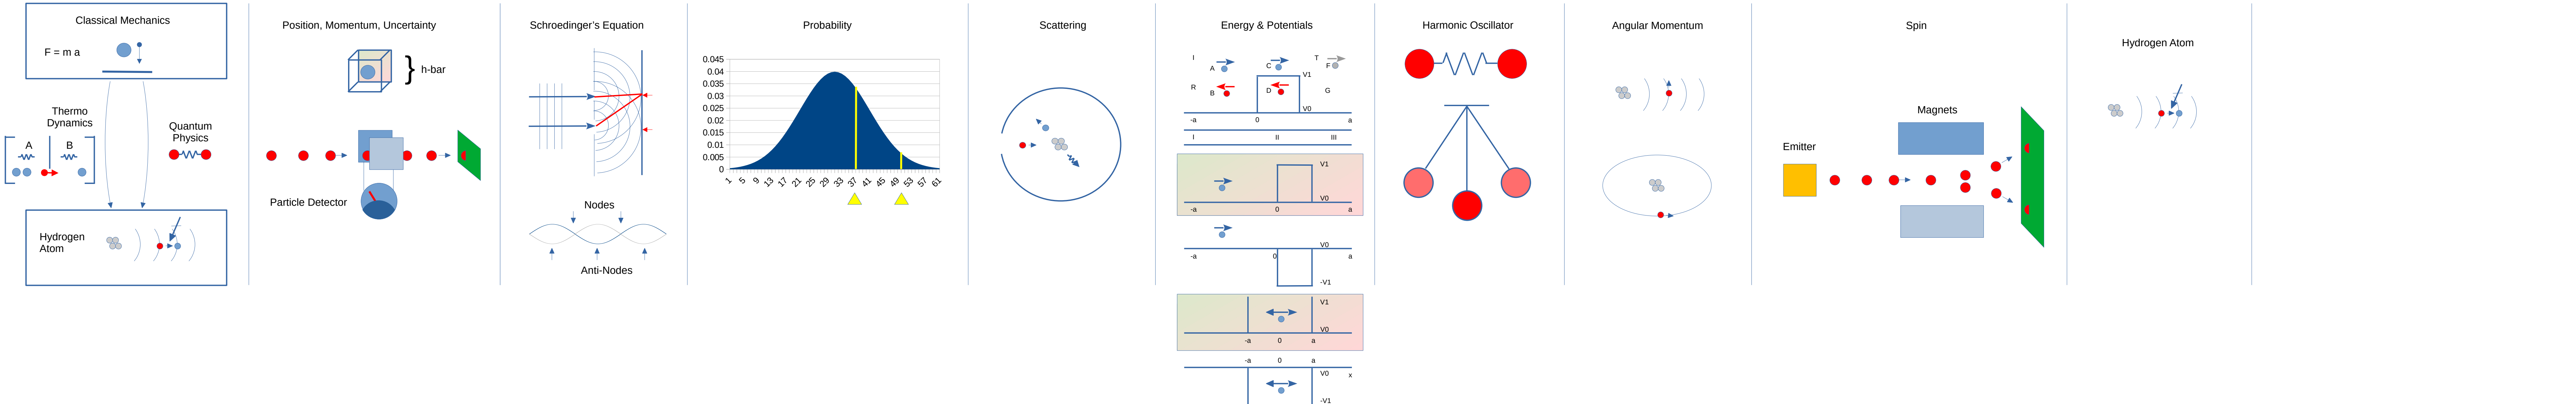 Classical Mechanics
F = m a
Thermo
Dynamics
A
B
Quantum
Physics
Hydrogen
Atom
Position, Momentum, Uncertainty
}
h-bar
Particle Detector
Schroedinger's Equation
Nodes
Anti-Nodes
Probability
0.045
0.04
0.035
0.03
0.025
0.02
0.015
0.01
0.005
0
1
5
9
13
17
21
25
29
33
37
41
45
49
53
57
61
Scattering
Energy & Potentials
I
A
C
T
F
V1
R
B
D
G
V0
-a
0
a
I
II
III
V1
V0
-a
0
a
V0
-a
0
a
-V1
V1
V0
-a
0
a
-a
0
a
V0
x
-V1
Harmonic Oscillator
Angular Momentum
Spin
Magnets
Emitter
Hydrogen Atom